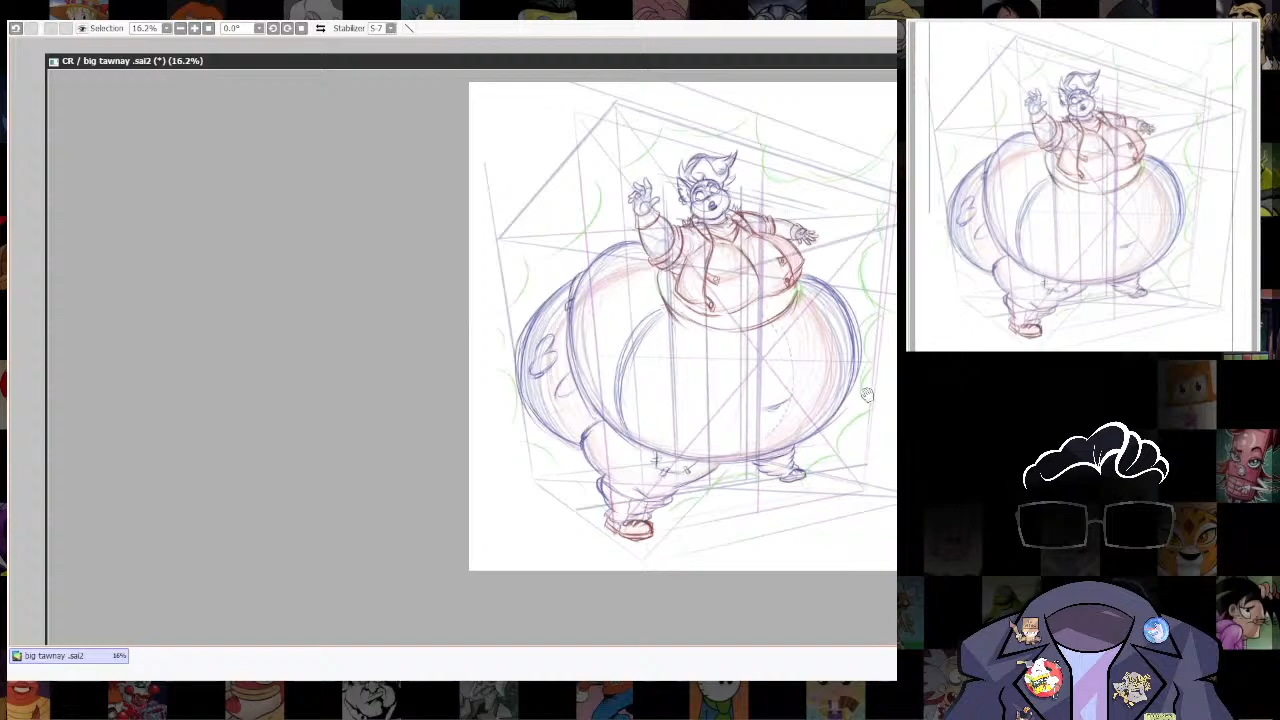 Selection 16.2% 0.0° Stabilizer S-7
CR / big tawnay .sai2 (*) (16.2%)
big tawnay .sai2 16%